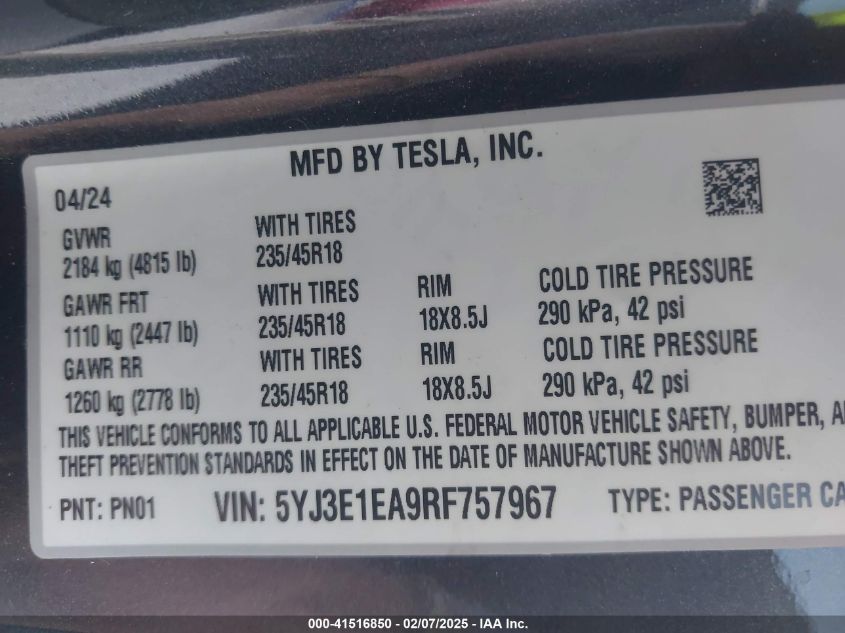 MFD BY TESLA, INC.
04/24
GVWR
2184 kg (4815 lb)
WITH TIRES
235/45R18
GAWR FRT
1110 kg (2447 lb)
WITH TIRES
235/45R18
RIM
18X8.5J
COLD TIRE PRESSURE
290 kPa, 42 psi
GAWR RR
1260 kg (2778 lb)
WITH TIRES
235/45R18
RIM
18X8.5J
COLD TIRE PRESSURE
290 kPa, 42 psi
THIS VEHICLE CONFORMS TO ALL APPLICABLE U.S. FEDERAL MOTOR VEHICLE SAFETY, BUMPER,
THEFT PREVENTION STANDARDS IN EFFECT ON THE DATE OF MANUFACTURE SHOWN ABOVE.
PNT: PN01 VIN: 5YJ3E1EA9RF757967 TYPE: PASSENGER CA
000-41516850 - 02/07/2025 - IAA Inc.